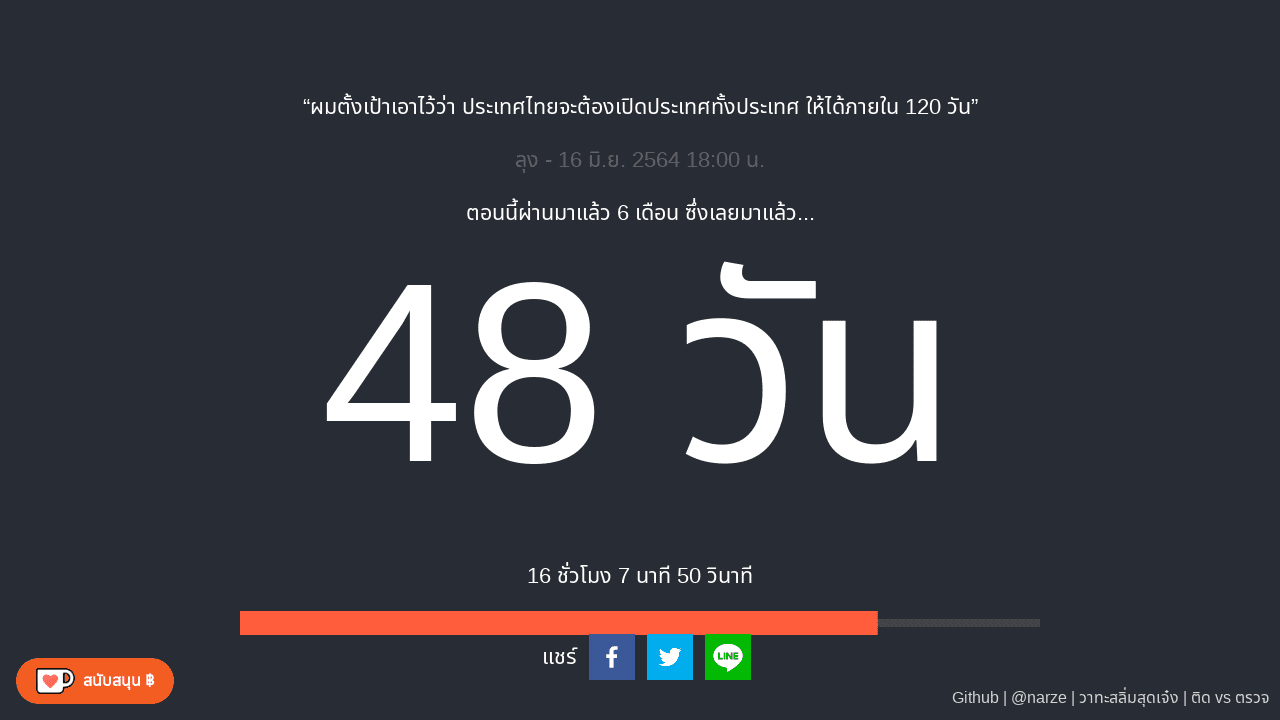 “ผมตั้งเป้าเอาไว้ว่า ประเทศไทยจะต้องเปิดประเทศทั้งประเทศ ให้ได้ภายใน 120 วัน”
ลุง - 16 มิ.ย. 2564 18:00 น.
ตอนนี้ผ่านมาแล้ว 6 เดือน ซึ่งเลยมาแล้ว...
48 วัน
16 ชั่วโมง 7 นาที 50 วินาที
แชร์
LINE
สนับสนุน ฿
Github | @narze | วาทะสลิ่มสุดเจ๋ง | ติด vs ตรวจ